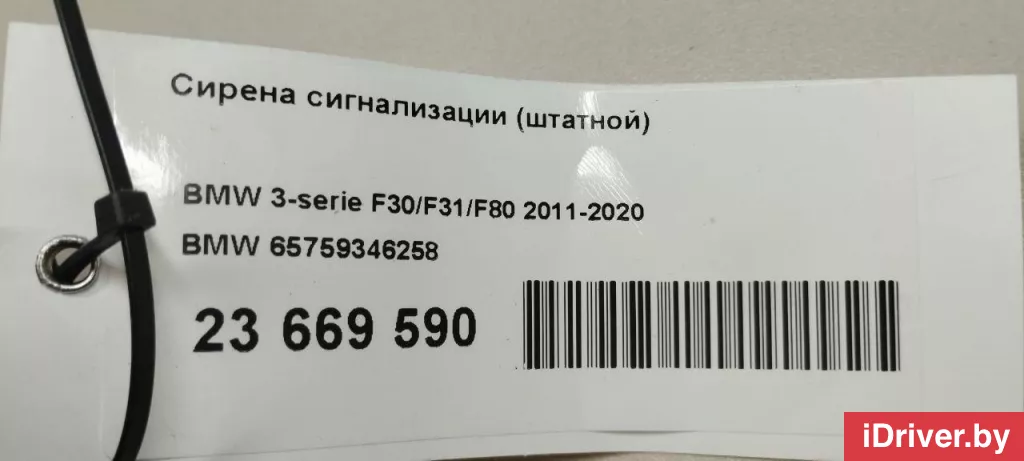 Сирена сигнализации (штатной)
BMW 3-serie F30/F31/F80 2011-2020
BMW 65759346258
23 669 590
iDriver.by